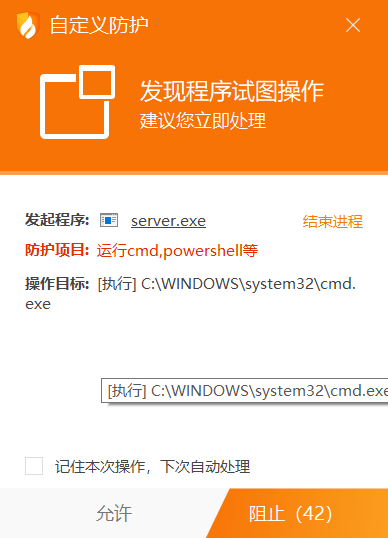 自定义防护
发现程序试图操作
建议您立即处理
发起程序: server.exe 结束进程
防护项目: 运行cmd,powershell等
操作目标: [执行] C:\WINDOWS\system32\cmd.
exe
[执行] C:\WINDOWS\system32\cmd.exe
记住本次操作，下次自动处理
允许 阻止（42）